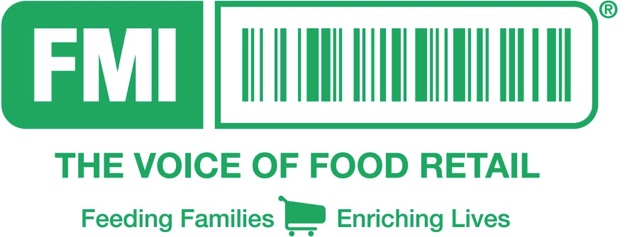 FMI
®
THE VOICE OF FOOD RETAIL
Feeding Families Enriching Lives